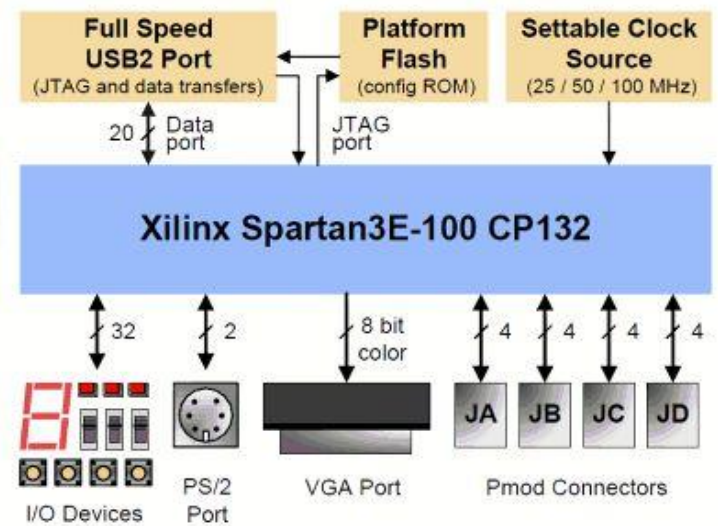 Full Speed
USB2 Port
(JTAG and data transfers)
Platform
Flash
(config ROM)
Settable Clock
Source
(25 / 50 / 100 MHz)
20
Data
port
JTAG
port
Xilinx Spartan3E-100 CP132
32
2
8 bit
color
4
4
4
4
8
JA
JB
JC
JD
I/O Devices
PS/2
Port
VGA Port
Pmod Connectors